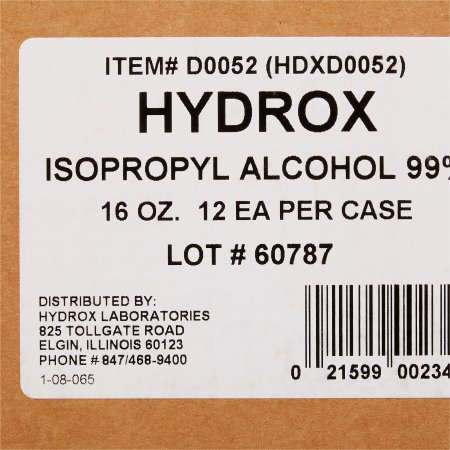 ITEM# D0052 (HDXD0052)
HYDROX
ISOPROPYL ALCOHOL 99%
16 OZ. 12 EA PER CASE
LOT # 60787
DISTRIBUTED BY:
HYDROX LABORATORIES
825 TOLLGATE ROAD
ELGIN, ILLINOIS 60123
PHONE # 847/468-9400
1-08-065
0 21599 00234